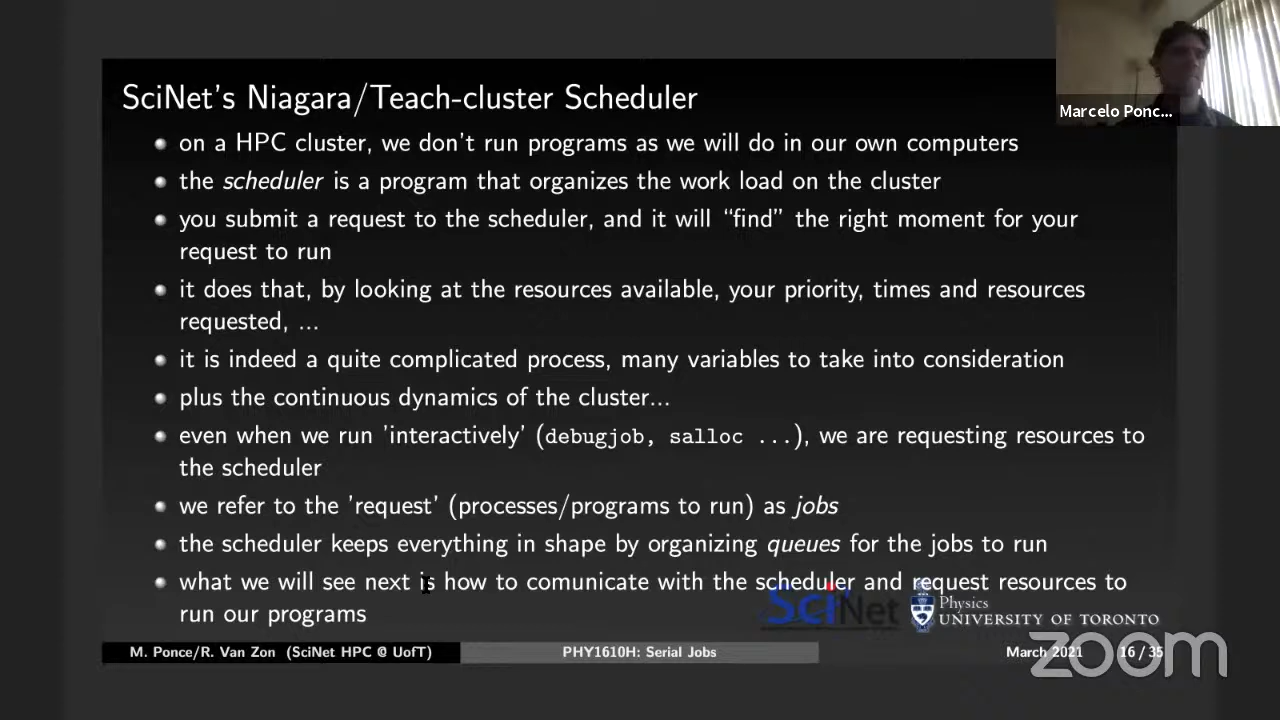 SciNet's Niagara/Teach-cluster Scheduler
Marcelo Ponc...
on a HPC cluster, we don't run programs as we will do in our own computers
the scheduler is a program that organizes the work load on the cluster
you submit a request to the scheduler, and it will “find” the right moment for your
request to run
it does that, by looking at the resources available, your priority, times and resources
requested, ...
it is indeed a quite complicated process, many variables to take into consideration
plus the continuous dynamics of the cluster...
even when we run 'interactively' (debugjob, salloc ...), we are requesting resources to
the scheduler
we refer to the 'request' (processes/programs to run) as jobs
the scheduler keeps everything in shape by organizing queues for the jobs to run
what we will see next is how to comunicate with the scheduler and request resources to
run our programs
SciNet
Physics
UNIVERSITY OF TORONTO
M. Ponce/R. Van Zon (SciNet HPC @ UofT)
PHY1610H: Serial Jobs
March 2021
16 / 35
zoom